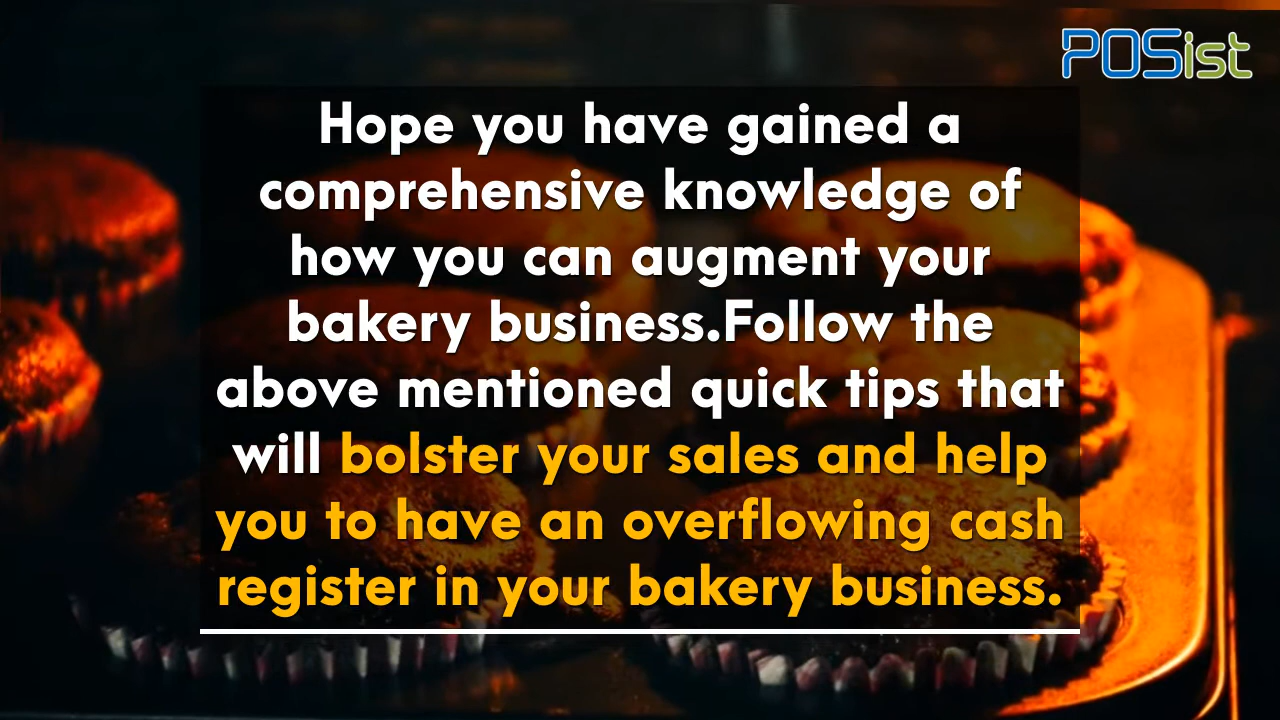 POSist
Hope you have gained a
comprehensive knowledge of
how you can augment your
bakery business.Follow the
above mentioned quick tips that
will bolster your sales and help
you to have an overflowing cash
register in your bakery business.